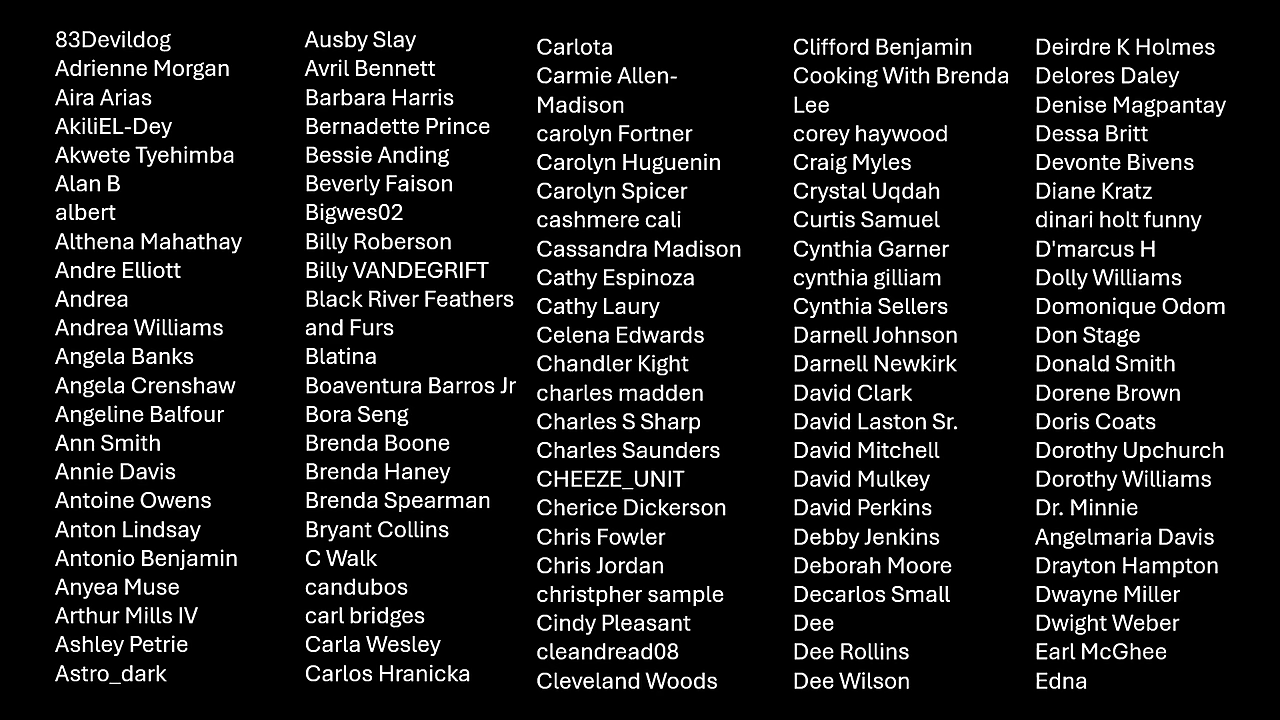 83Devildog
Adrienne Morgan
Aira Arias
AkiliEL-Dey
Akwete Tyehimba
Alan B
albert
Althena Mahathay
Andre Elliott
Andrea
Andrea Williams
Angela Banks
Angela Crenshaw
Angeline Balfour
Ann Smith
Annie Davis
Antoine Owens
Anton Lindsay
Antonio Benjamin
Anyea Muse
Arthur Mills IV
Ashley Petrie
Astro_dark
Ausby Slay
Avril Bennett
Barbara Harris
Bernadette Prince
Bessie Anding
Beverly Faison
Bigwes02
Billy Roberson
Billy VANDEGRIFT
Black River Feathers
and Furs
Blatina
Boaventura Barros Jr
Bora Seng
Brenda Boone
Brenda Haney
Brenda Spearman
Bryant Collins
C Walk
candubos
carl bridges
Carla Wesley
Carlos Hranicka
Carlota
Carmie Allen-
Madison
carolyn Fortner
Carolyn Huguenin
Carolyn Spicer
cashmere cali
Cassandra Madison
Cathy Espinoza
Cathy Laury
Celena Edwards
Chandler Kight
charles madden
Charles S Sharp
Charles Saunders
CHEEZE_UNIT
Cherice Dickerson
Chris Fowler
Chris Jordan
christpher sample
Cindy Pleasant
cleandread08
Cleveland Woods
Clifford Benjamin
Cooking With Brenda
Lee
corey haywood
Craig Myles
Crystal Uqdah
Curtis Samuel
Cynthia Garner
cynthia gilliam
Cynthia Sellers
Darnell Johnson
Darnell Newkirk
David Clark
David Laston Sr.
David Mitchell
David Mulkey
David Perkins
Debby Jenkins
Deborah Moore
Decarlos Small
Dee
Dee Rollins
Dee Wilson
Deirdre K Holmes
Delores Daley
Denise Magpantay
Dessa Britt
Devonte Bivens
Diane Kratz
dinari holt funny
D'marcus H
Dolly Williams
Domonique Odom
Don Stage
Donald Smith
Dorene Brown
Doris Coats
Dorothy Upchurch
Dorothy Williams
Dr. Minnie
Angelmaria Davis
Drayton Hampton
Dwayne Miller
Dwight Weber
Earl McGhee
Edna